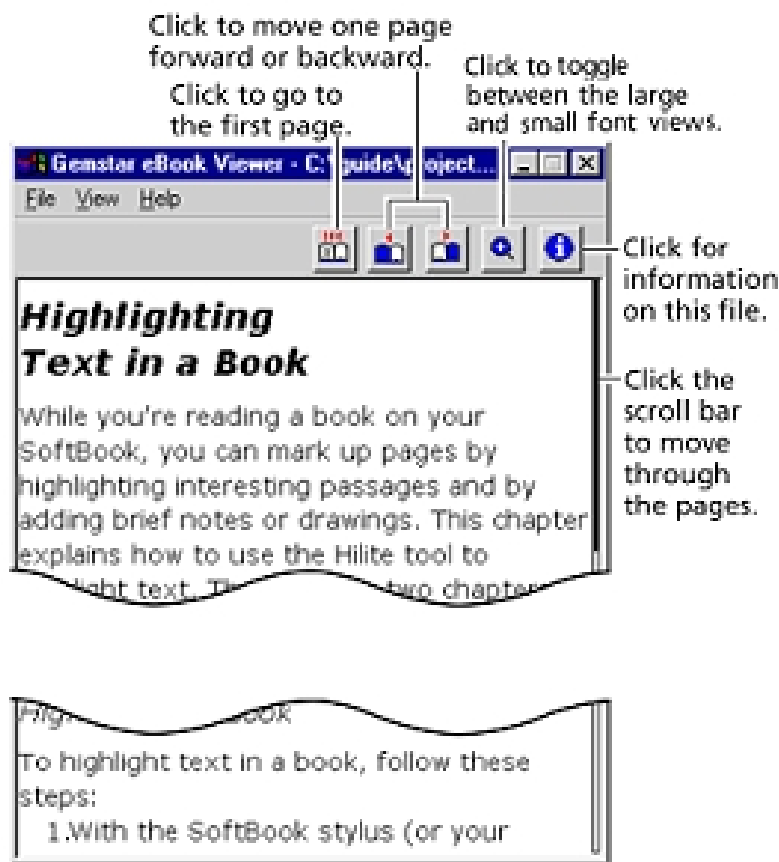 Click to move one page
forward or backward.
Click to go to
the first page.
Click to toggle
between the large
and small font views.
Gemstar eBook Viewer - C:\guide\project...
File View Help
Click for
information
on this file.
Highlighting
Text in a Book
Click the
scroll bar
to move
through
the pages.
While you're reading a book on your
SoftBook, you can mark up pages by
highlighting interesting passages and by
adding brief notes or drawings. This chapter
explains how to use the Hilite tool to
text. two chapter
To highlight text in a book, follow these
steps:
1.With the SoftBook stylus (or your